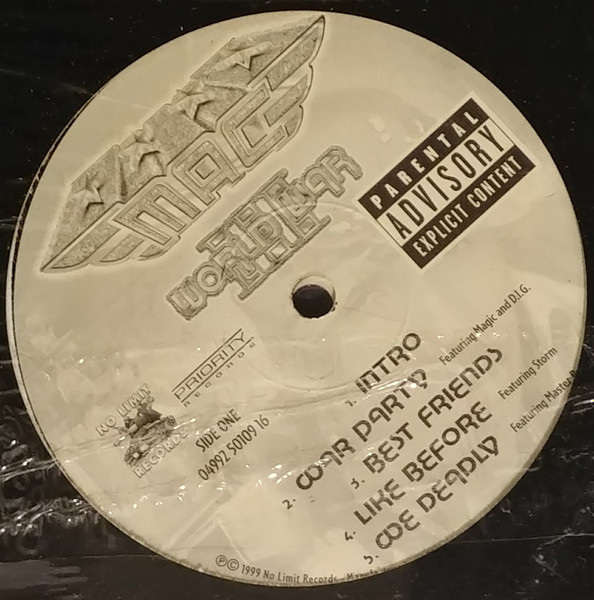 MAC
WORLD WAR
PARENTAL
ADVISORY
EXPLICIT CONTENT
NO LIMIT
RECORDS
PRIORITY
RECORDS
SIDE ONE
04992 50109 16
1. INTRO
2. WAR PARTY Featuring Magic and D.I.G.
3. BEST FRIENDS
4. LIKE BEFORE Featuring Storm
5. WE DEADLY Featuring Master P
℗© 1999 No Limit Records -